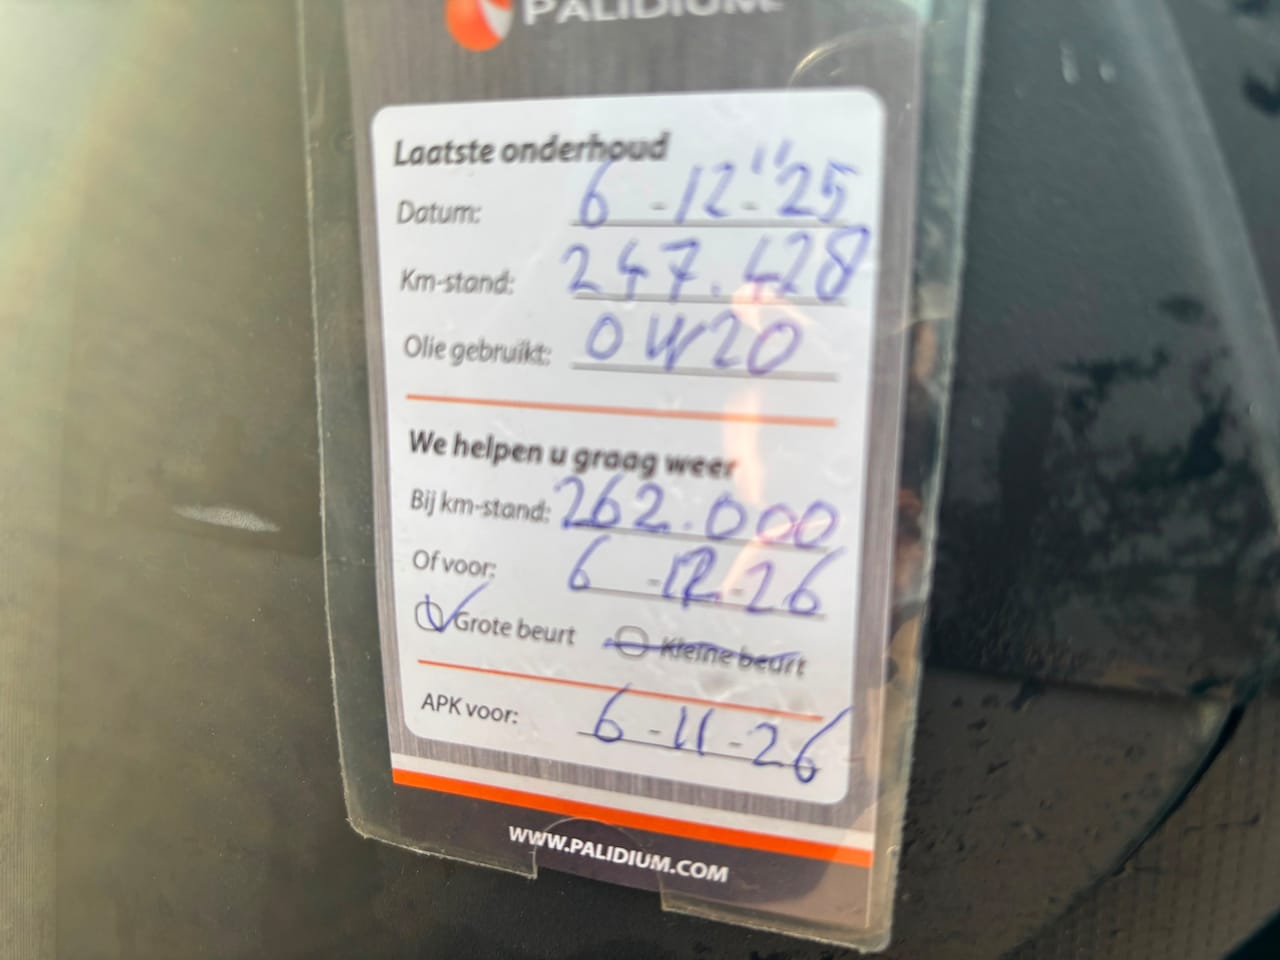 PALIDIUM
Laatste onderhoud
Datum: 6 - 12 - '' 25
Km-stand: 247.428
Olie gebruikt: 0W20
We helpen u graag weer
Bij km-stand: 262.000
Of voor: 6 - 12 - 26
Grote beurt Kleine beurt
APK voor: 6 - 11 - 26
WWW.PALIDIUM.COM